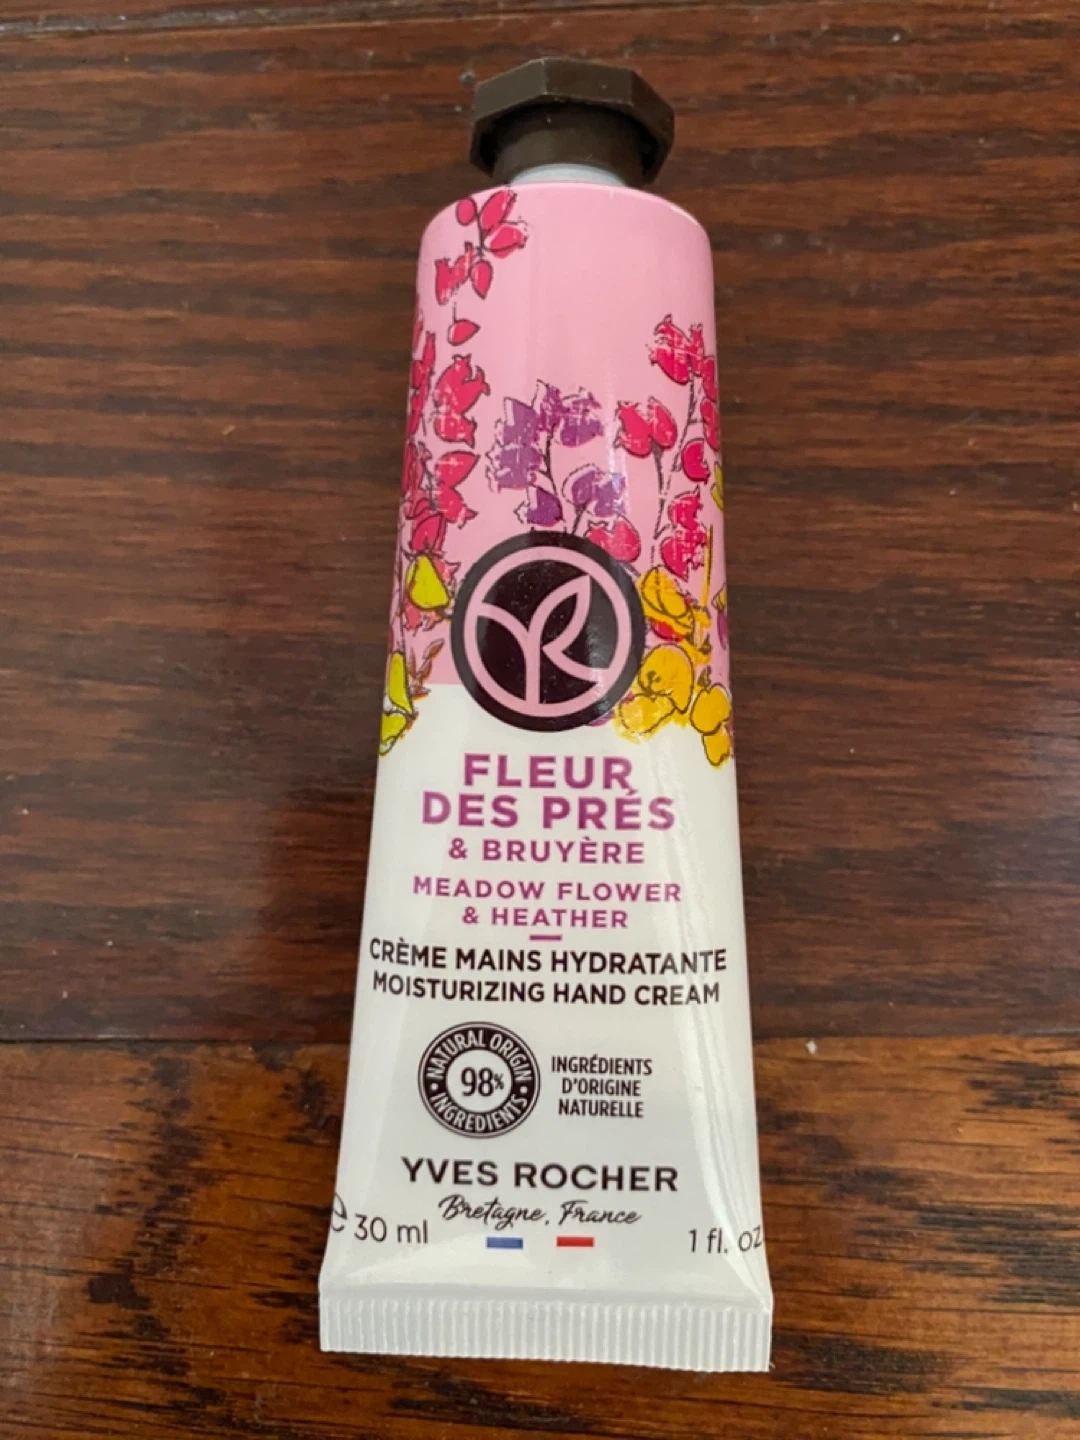 FLEUR
DES PRÉS
& BRUYÈRE
MEADOW FLOWER
& HEATHER
CRÈME MAINS HYDRATANTE
MOISTURIZING HAND CREAM
NATURAL ORIGIN
98%
INGREDIENTS
INGRÉDIENTS
D'ORIGINE
NATURELLE
YVES ROCHER
Bretagne, France
e 30 ml
1 fl. oz